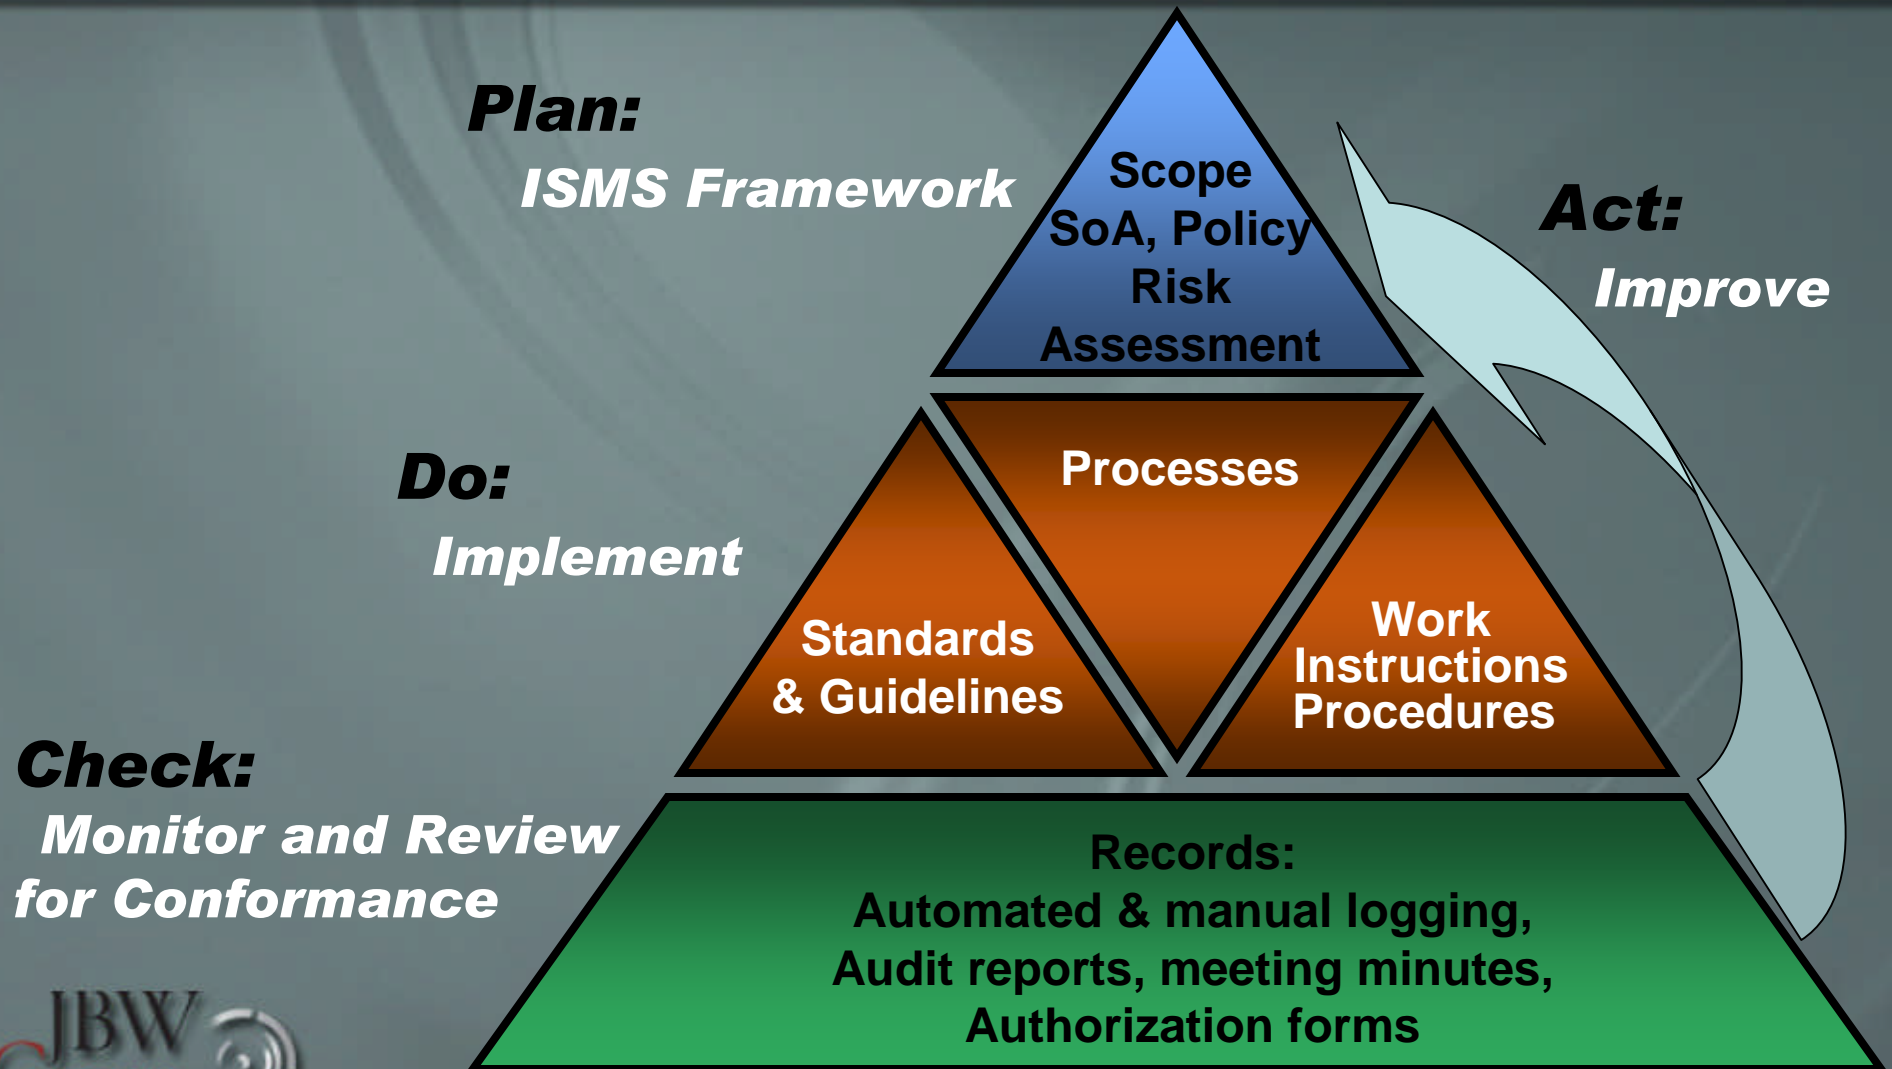 Plan:
ISMS Framework
Scope
SoA, Policy
Risk
Assessment
Act:
Improve
Do:
Implement
Processes
Standards
& Guidelines
Work
Instructions
Procedures
Check:
Monitor and Review
for Conformance
Records:
Automated & manual logging,
Audit reports, meeting minutes,
Authorization forms
JBW